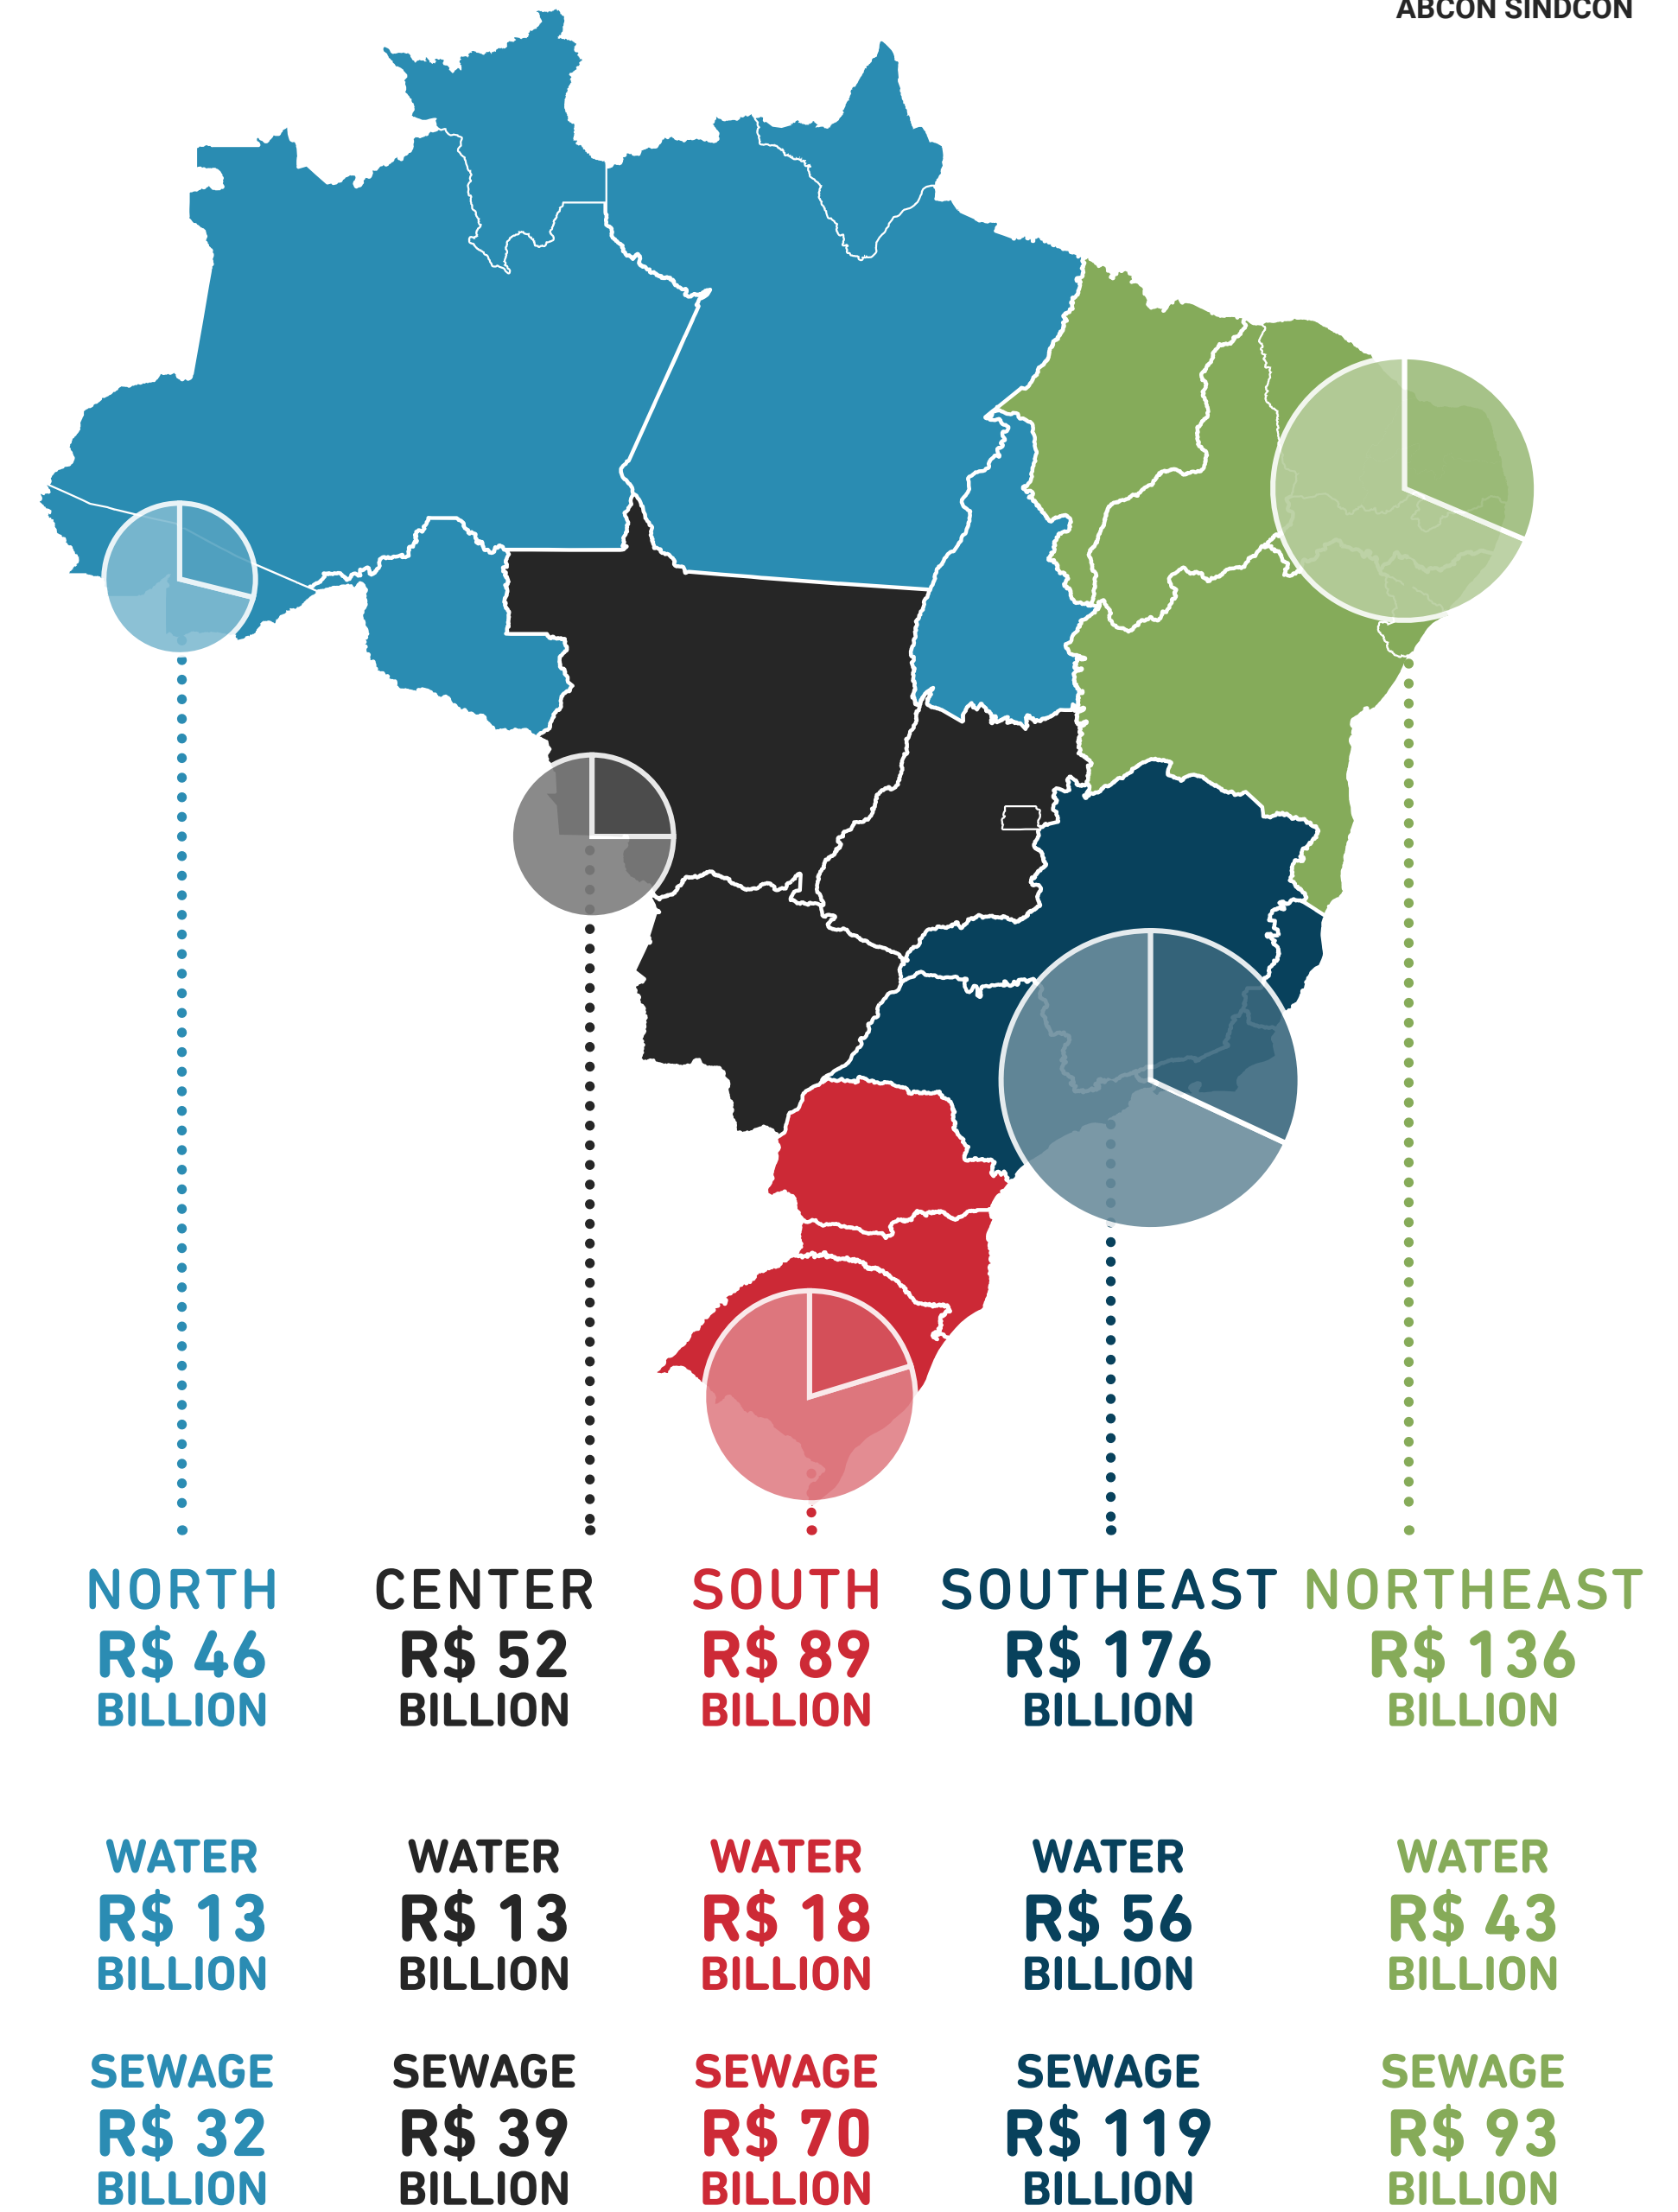 ABCON SINDCON
NORTH
R$ 46
BILLION
CENTER
R$ 52
BILLION
SOUTH
R$ 89
BILLION
SOUTHEAST
R$ 176
BILLION
NORTHEAST
R$ 136
BILLION
WATER
R$ 13
BILLION
WATER
R$ 13
BILLION
WATER
R$ 18
BILLION
WATER
R$ 56
BILLION
WATER
R$ 43
BILLION
SEWAGE
R$ 32
BILLION
SEWAGE
R$ 39
BILLION
SEWAGE
R$ 70
BILLION
SEWAGE
R$ 119
BILLION
SEWAGE
R$ 93
BILLION